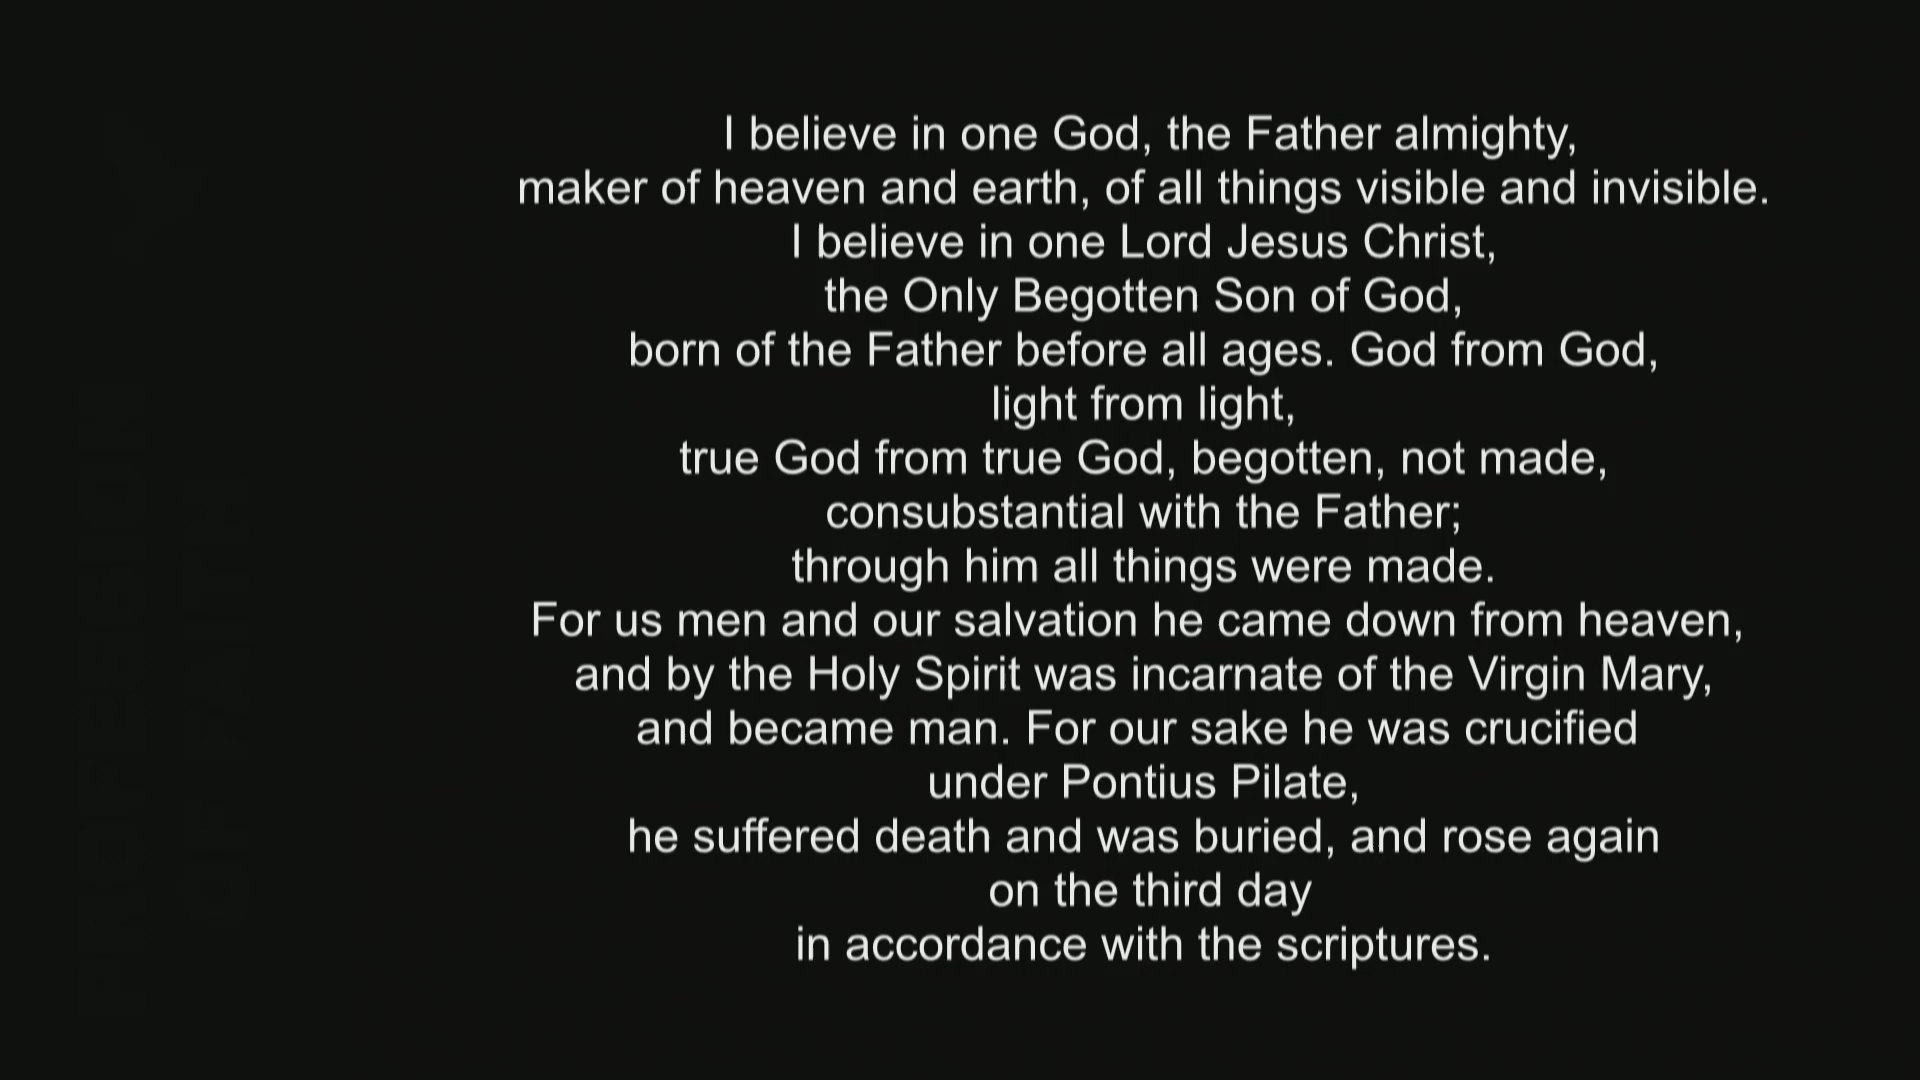 PROFESSION
OF FAITH
I believe in one God, the Father almighty,
maker of heaven and earth, of all things visible and invisible.
I believe in one Lord Jesus Christ,
the Only Begotten Son of God,
born of the Father before all ages. God from God,
light from light,
true God from true God, begotten, not made,
consubstantial with the Father;
through him all things were made.
For us men and our salvation he came down from heaven,
and by the Holy Spirit was incarnate of the Virgin Mary,
and became man. For our sake he was crucified
under Pontius Pilate,
he suffered death and was buried, and rose again
on the third day
in accordance with the scriptures.